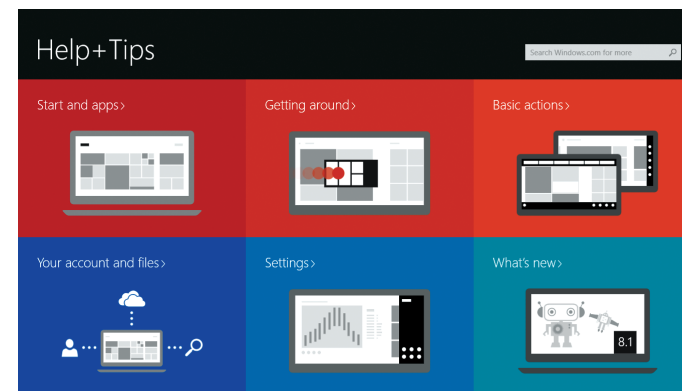 Help+Tips
Search Windows.com for more
Start and apps>
Getting around>
Basic actions>
Your account and files>
Settings>
What's new>
8.1